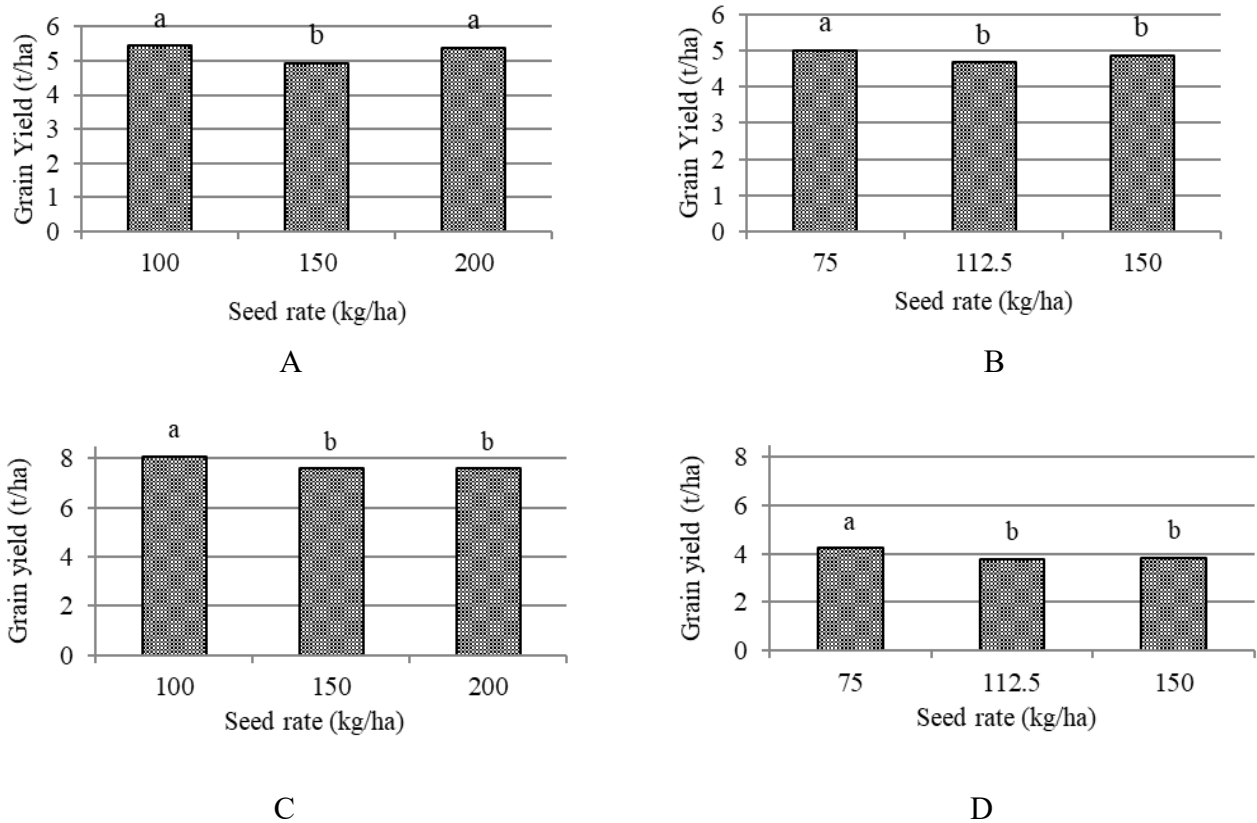 a
b
a
Grain Yield (t/ha)
6
5
4
3
2
1
0
100 150 200
Seed rate (kg/ha)
A
a
b
b
Grain Yield (t/ha)
6
5
4
3
2
1
0
75 112.5 150
Seed rate (kg/ha)
B
a
b
b
Grain yield (t/ha)
8
6
4
2
0
100 150 200
Seed rate (kg/ha)
C
a
b
b
Grain yield (t/ha)
8
6
4
2
0
75 112.5 150
Seed rate (kg/ha)
D